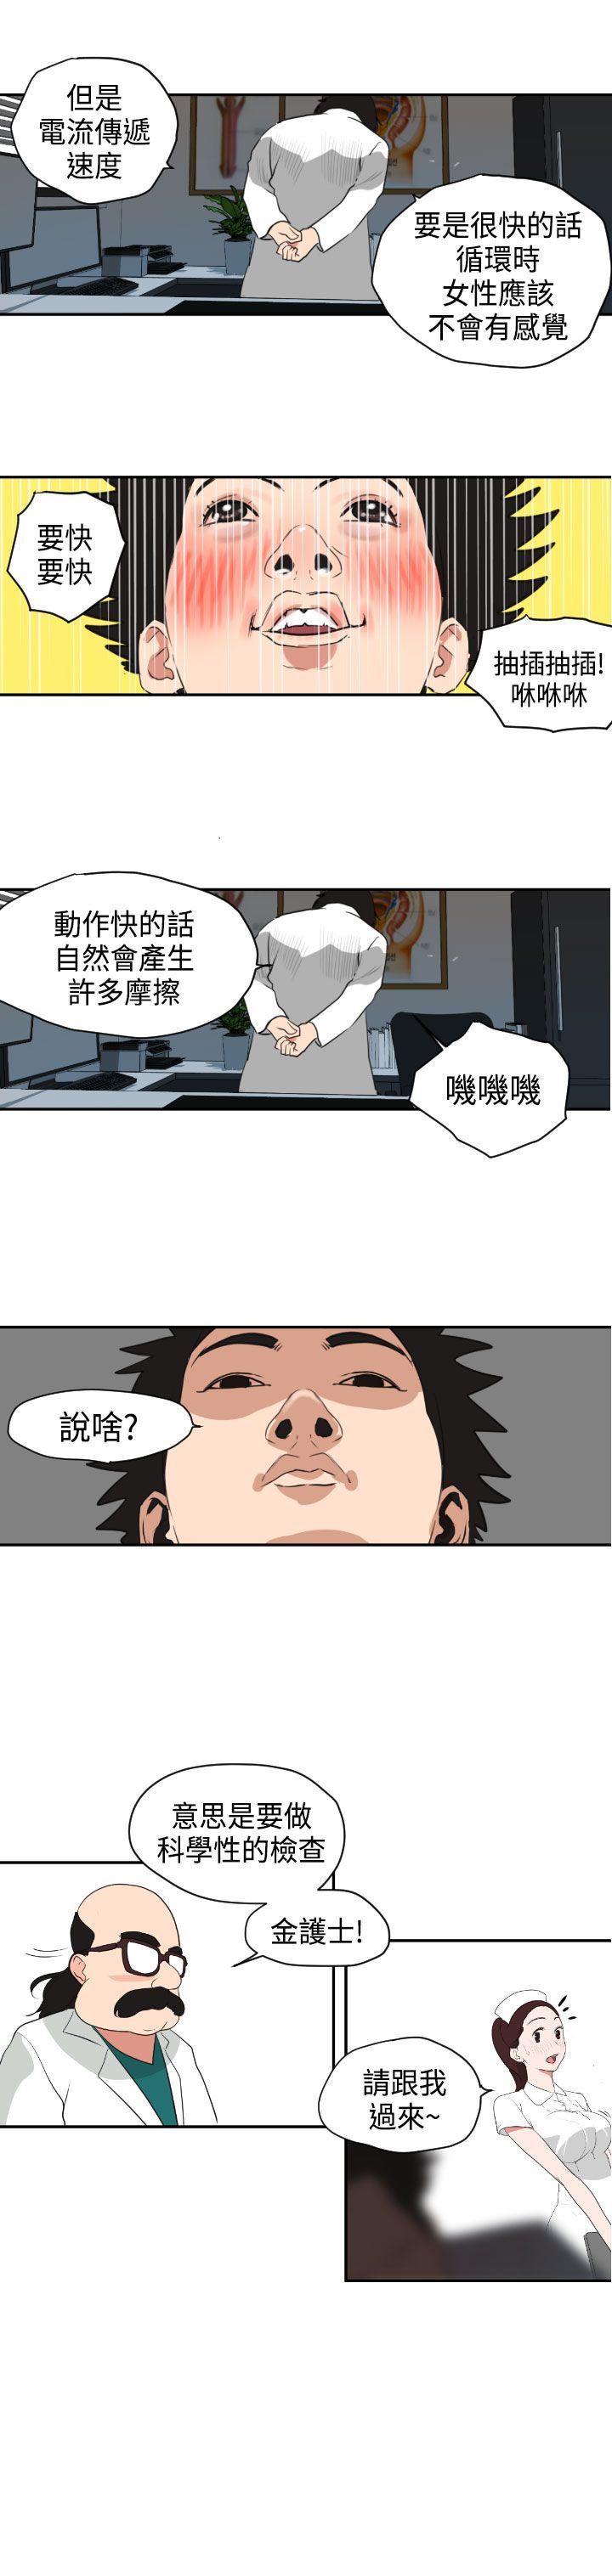 但是
電流傳遞
速度
要是很快的話
循環時
女性應該
不會有感覺
要快
要快
抽插抽插!
咻咻咻
動作快的話
自然會產生
許多摩擦
嘰嘰嘰
說啥?
意思是要做
科學性的檢查
金護士!
請跟我
過來~